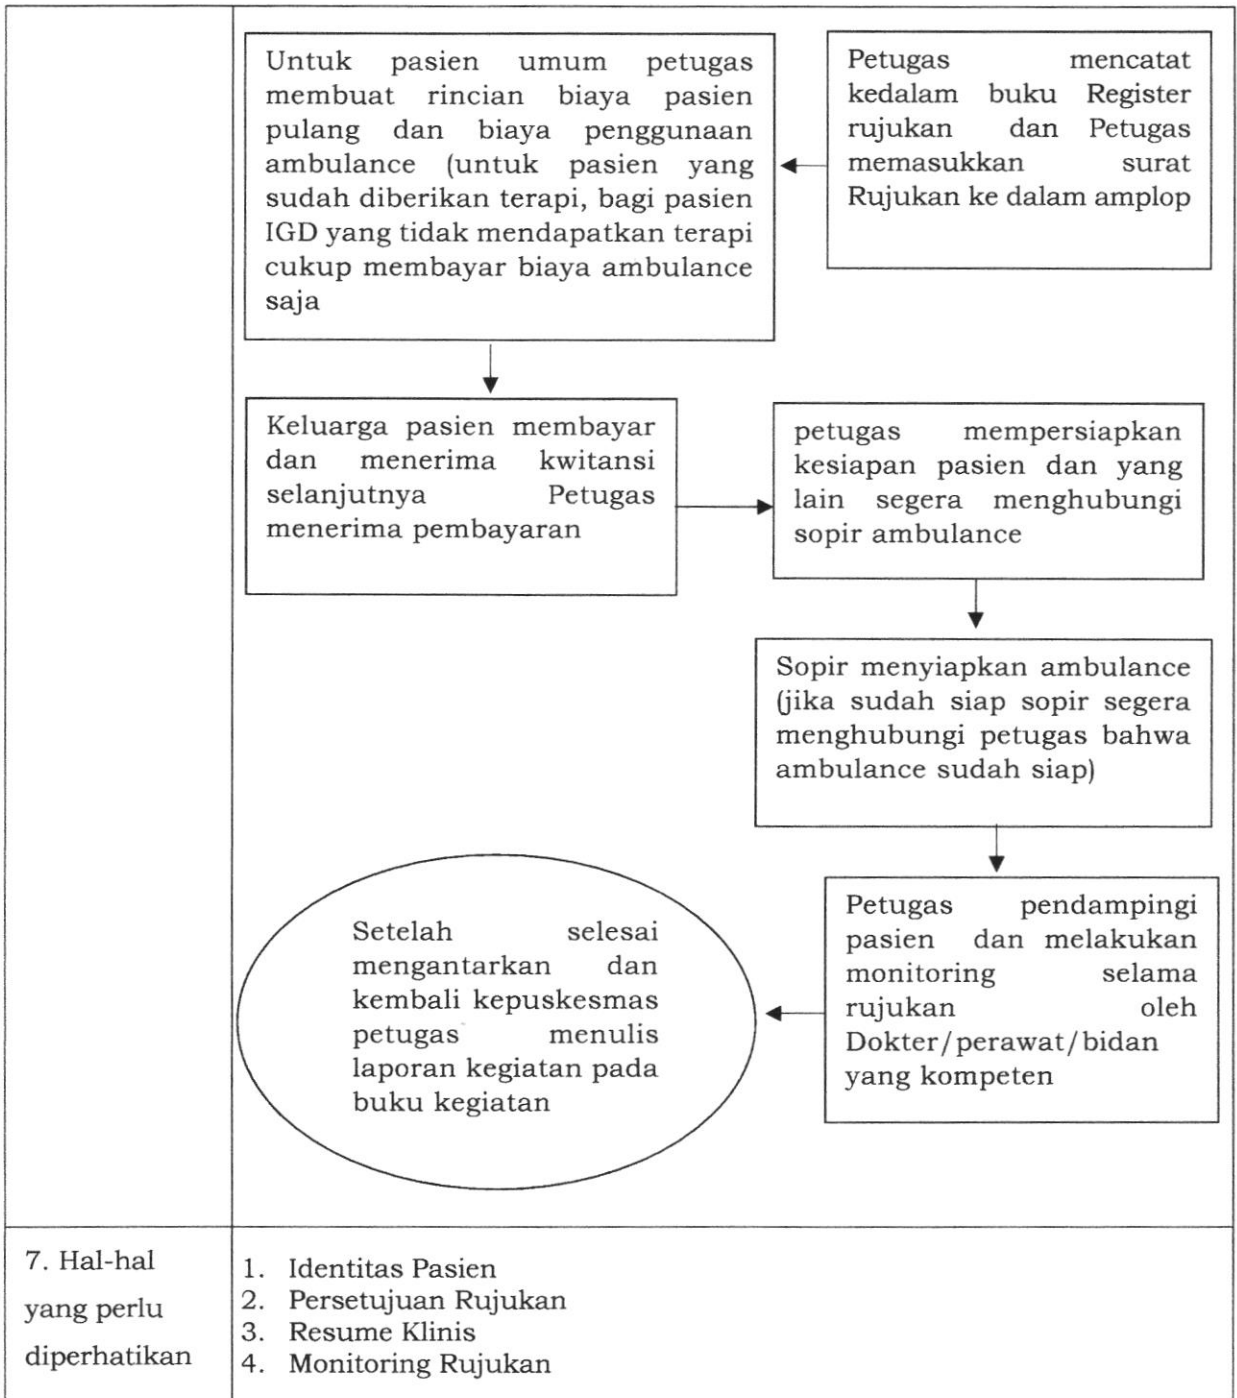 Petugas mencatat
kedalam buku Register
rujukan dan Petugas
memasukkan surat
Rujukan ke dalam amplop
Untuk pasien umum petugas
membuat rincian biaya pasien
pulang dan biaya penggunaan
ambulance (untuk pasien yang
sudah diberikan terapi, bagi pasien
IGD yang tidak mendapatkan terapi
cukup membayar biaya ambulance
saja
Keluarga pasien membayar
dan menerima kwitansi
selanjutnya Petugas
menerima pembayaran
petugas mempersiapkan
kesiapan pasien dan yang
lain segera menghubungi
sopir ambulance
Sopir menyiapkan ambulance
(jika sudah siap sopir segera
menghubungi petugas bahwa
ambulance sudah siap)
Petugas pendampingi
pasien dan melakukan
monitoring selama
rujukan oleh
Dokter/perawat/bidan
yang kompeten
Setelah selesai
mengantarkan dan
kembali kepuskesmas
petugas menulis
laporan kegiatan pada
buku kegiatan
7. Hal-hal
yang perlu
diperhatikan
1. Identitas Pasien
2. Persetujuan Rujukan
3. Resume Klinis
4. Monitoring Rujukan